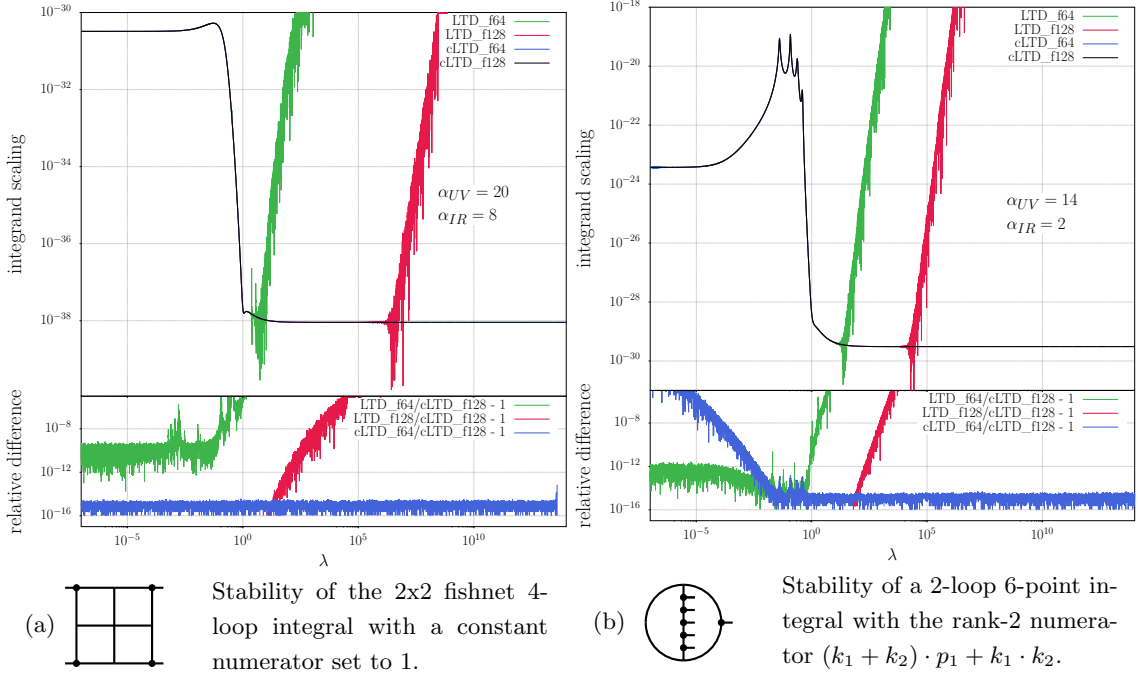 integrand scaling
10^−30
10^−32
10^−34
10^−36
10^−38
LTD_f64
LTD_f128
cLTD_f64
cLTD_f128
α_UV = 20
α_IR = 8
relative difference
10^−8
10^−12
10^−16
LTD_f64/cLTD_f128 - 1
LTD_f128/cLTD_f128 - 1
cLTD_f64/cLTD_f128 - 1
10^−5
10^0
10^5
10^10
λ
integrand scaling
10^−18
10^−20
10^−22
10^−24
10^−26
10^−28
10^−30
LTD_f64
LTD_f128
cLTD_f64
cLTD_f128
α_UV = 14
α_IR = 2
relative difference
10^−8
10^−12
10^−16
LTD_f64/cLTD_f128 - 1
LTD_f128/cLTD_f128 - 1
cLTD_f64/cLTD_f128 - 1
10^−5
10^0
10^5
10^10
λ
(a)
Stability of the 2x2 fishnet 4-
loop integral with a constant
numerator set to 1.
(b)
Stability of a 2-loop 6-point in-
tegral with the rank-2 numera-
tor (k_1 + k_2) · p_1 + k_1 · k_2.